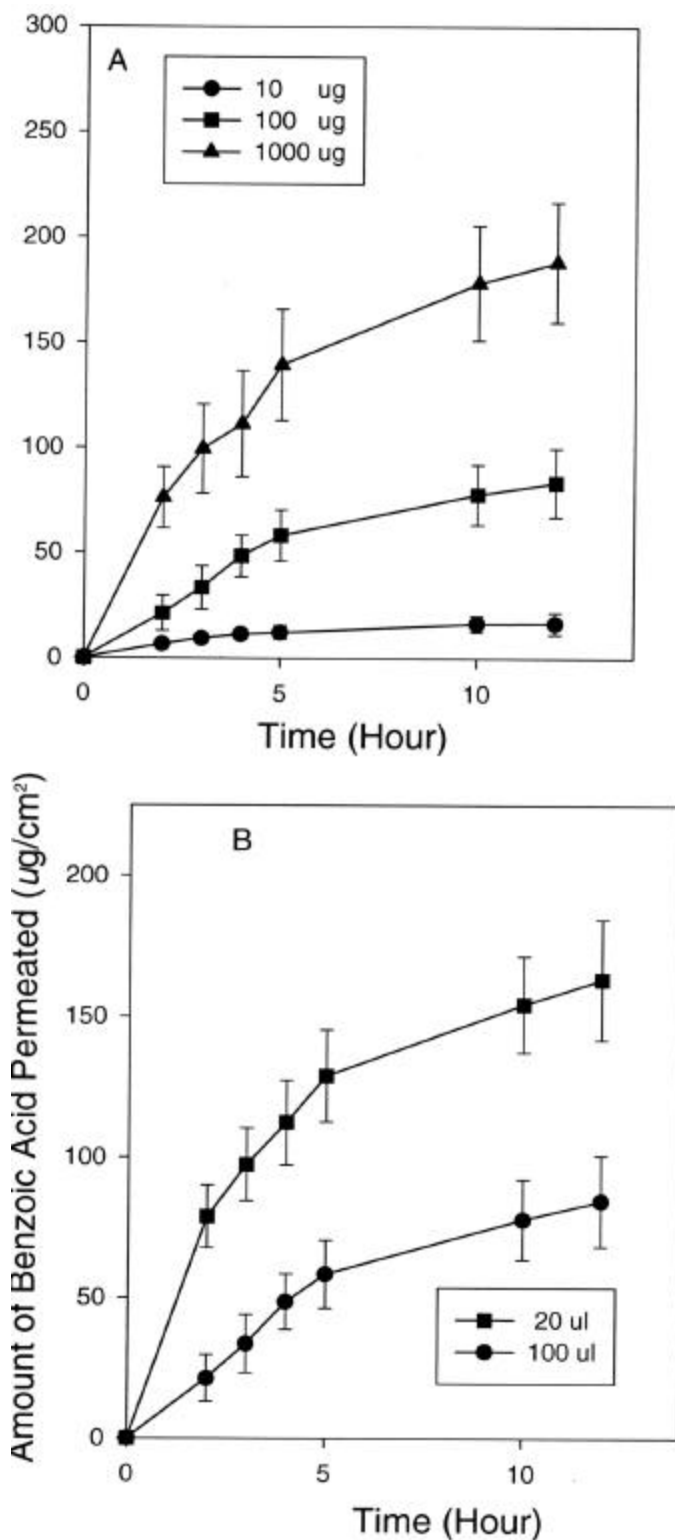 300
A
10 ug
100 ug
1000 ug
250
200
150
100
50
0
0 5 10
Time (Hour)
Amount of Benzoic Acid Permeated (ug/cm²)
B
200
150
100
50
20 ul
100 ul
0
0 5 10
Time (Hour)